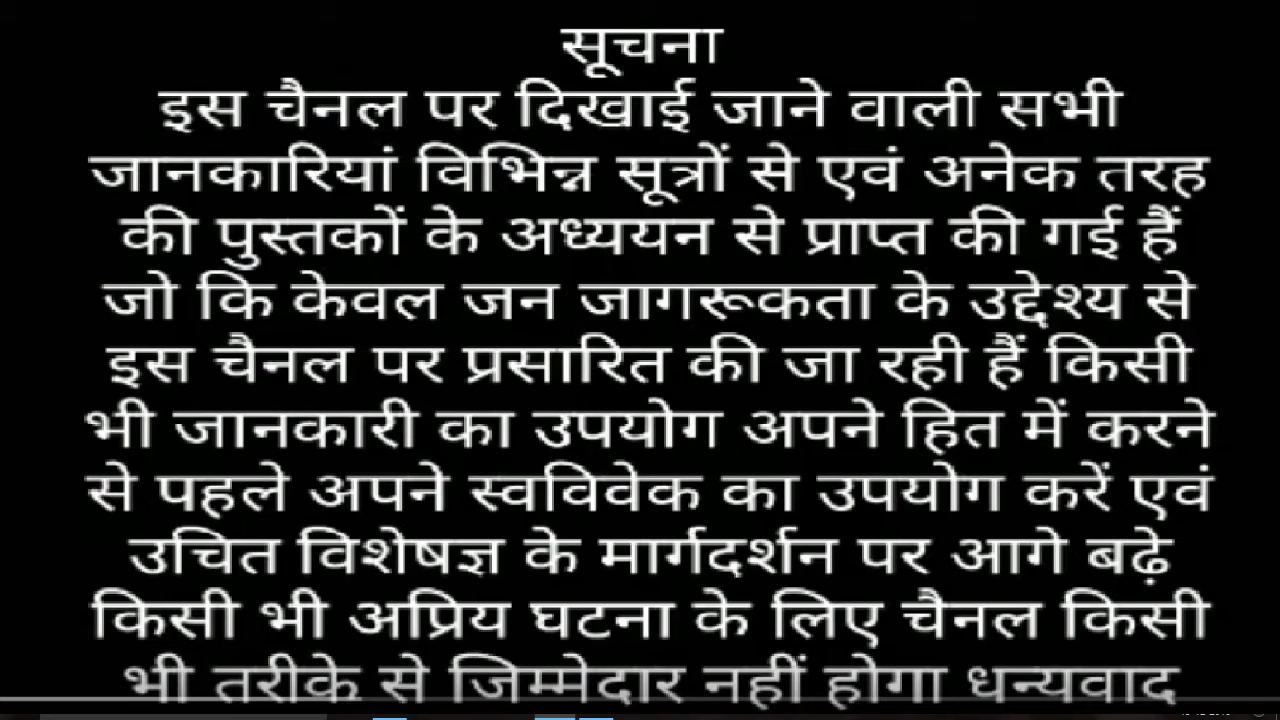 सूचना
इस चैनल पर दिखाई जाने वाली सभी
जानकारियां विभिन्न सूत्रों से एवं अनेक तरह
की पुस्तकों के अध्ययन से प्राप्त की गई हैं
जो कि केवल जन जागरूकता के उद्देश्य से
इस चैनल पर प्रसारित की जा रही हैं किसी
भी जानकारी का उपयोग अपने हित में करने
से पहले अपने स्वविवेक का उपयोग करें एवं
उचित विशेषज्ञ के मार्गदर्शन पर आगे बढ़े
किसी भी अप्रिय घटना के लिए चैनल किसी
भी तरीके से जिम्मेदार नहीं होगा धन्यवाद